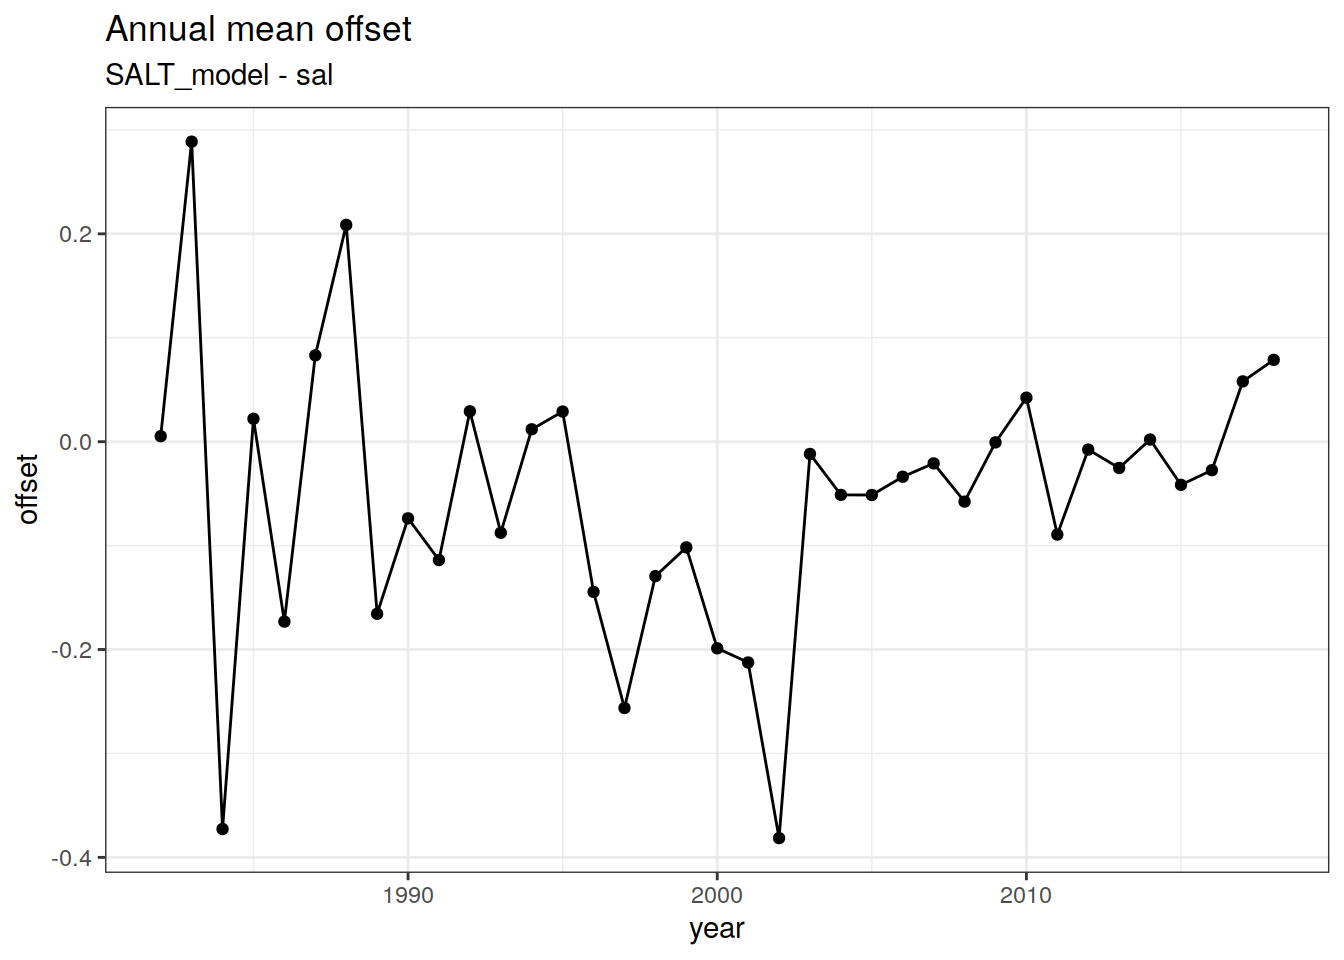 Annual mean offset
SALT_model - sal
offset
0.2
0.0
-0.2
-0.4
1990
2000
2010
year